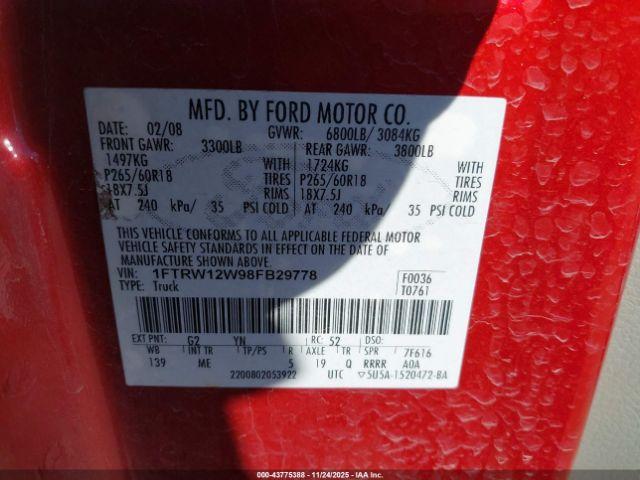 MFD. BY FORD MOTOR CO.
DATE: 02/08 GVWR: 6800LB/ 3084KG
FRONT GAWR: 3300LB REAR GAWR: 3800LB
1497KG WITH 1724KG WITH
P265/60R18 TIRES P265/60R18 TIRES
18X7.5J RIMS 18X7.5J RIMS
AT 240 kPa/ 35 PSI COLD AT 240 kPa/ 35 PSI COLD
THIS VEHICLE CONFORMS TO ALL APPLICABLE FEDERAL MOTOR
VEHICLE SAFETY STANDARDS IN EFFECT ON THE DATE OF
MANUFACTURE SHOWN ABOVE.
VIN: 1FTRW12W98FB29778 F0036
TYPE: Truck T0761
EXT PNT: G2 YN RC: 52 DSO:
WB INT TR TP/PS R AXLE TR SPR 7F616
139 ME 5 19 Q RRRR A0A
2200802053922 UTC ▽5U5A-1520472-BA
000-43775388 - 11/24/2025 - IAAI.com